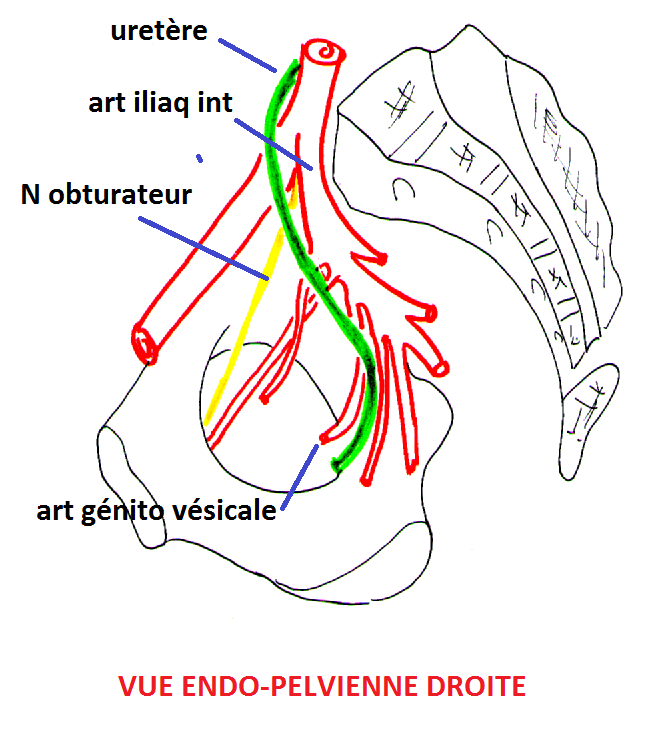 uretère
art iliaq int
N obturateur
art génito vésicale
VUE ENDO-PELVIENNE DROITE